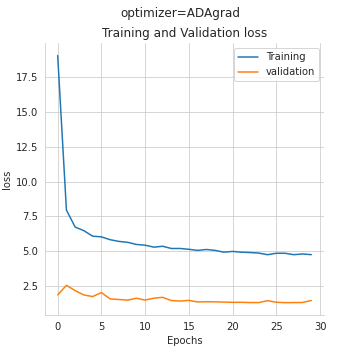 optimizer=ADAgrad
Training and Validation loss
Training
validation
17.5
15.0
12.5
10.0
7.5
5.0
2.5
loss
0 5 10 15 20 25 30
Epochs